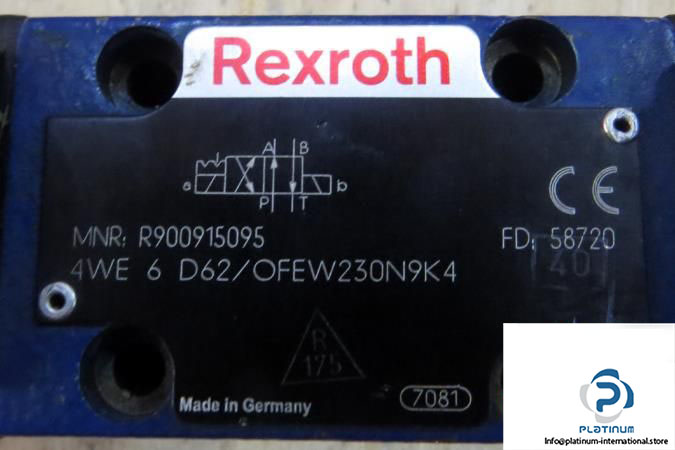 Rexroth
A B
a b
P T
MNR: R900915095 FD: 58720
4WE 6 D62/OFEW230N9K4 40
CE
R
175
Made in Germany 7081
PLATINUM
Info@platinum-international.store